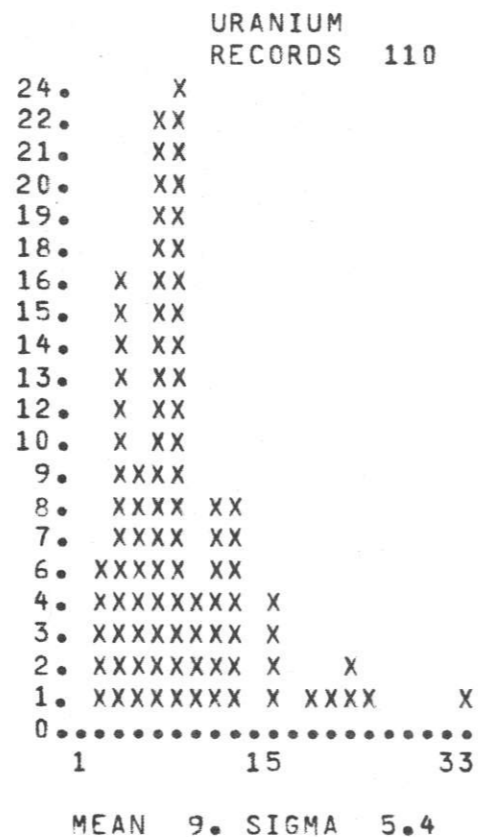 URANIUM
RECORDS 110
24. X
22. XX
21. XX
20. XX
19. XX
18. XX
16. X XX
15. X XX
14. X XX
13. X XX
12. X XX
10. X XX
9. XXXX
8. XXXX XX
7. XXXX XX
6. XXXXX XX
4. XXXXXXXX X
3. XXXXXXXX X
2. XXXXXXXX X X
1. XXXXXXXX X XXXX X
0......................
1 15 33
MEAN 9. SIGMA 5.4